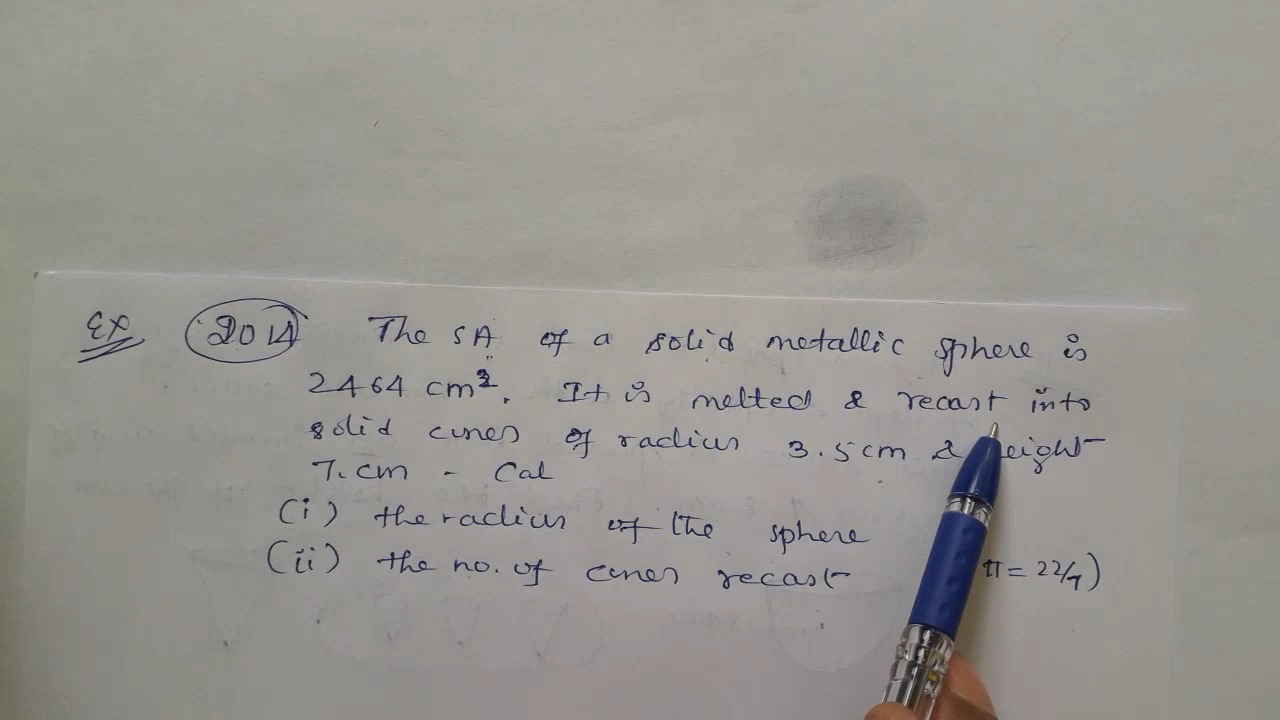 Ex 2014 The SA of a solid metallic sphere is
2464 cm². It is melted & recast into
solid cones of radius 3.5cm & eight
7.cm - Cal
(i) the radius of the sphere
(ii) the no. of cones recast π = 22/7)